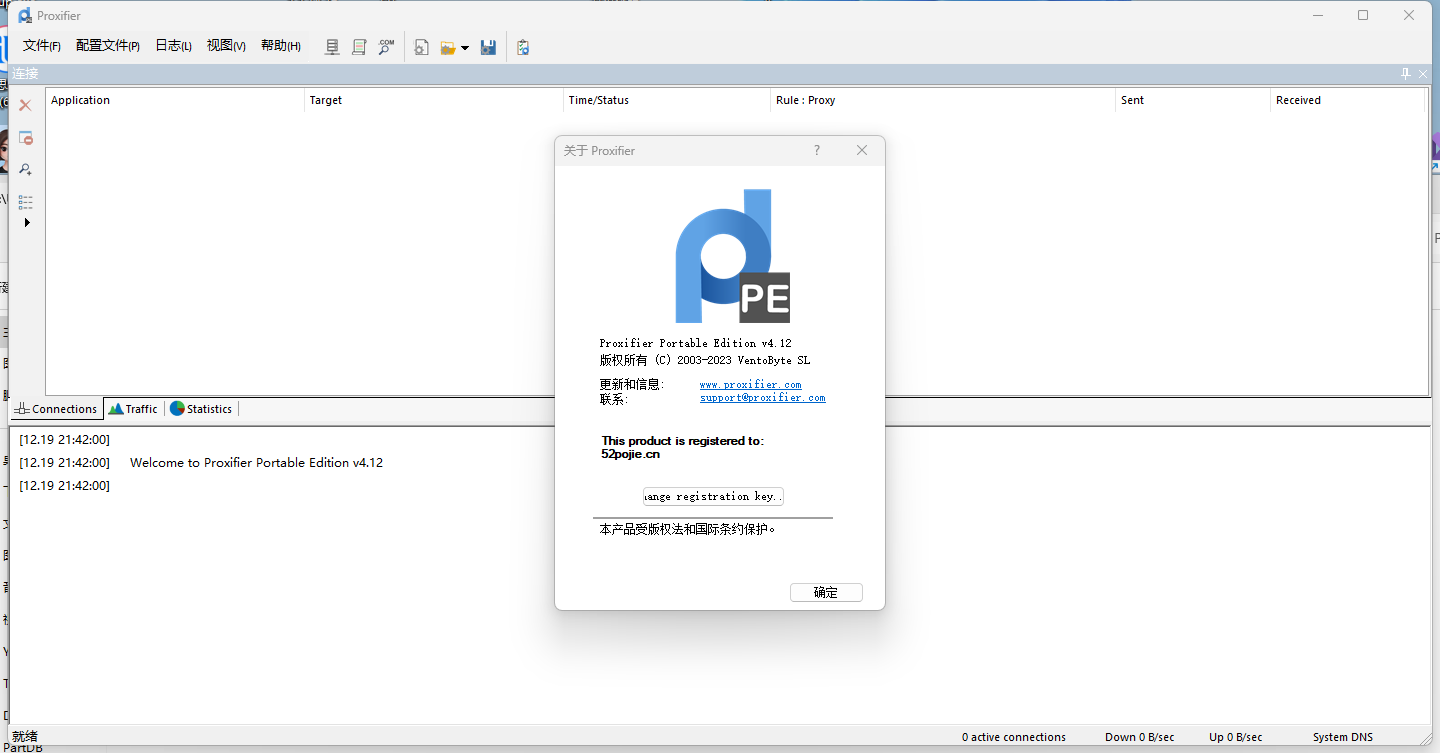 Proxifier
文件(F) 配置文件(P) 日志(L) 视图(V) 帮助(H) .COM
连接
Application Target Time/Status Rule : Proxy Sent Received
关于 Proxifier ?
PE
Proxifier Portable Edition v4.12
版权所有 (C) 2003-2023 VentoByte SL
更新和信息: www.proxifier.com
联系: support@proxifier.com
This product is registered to:
52pojie.cn
ange registration key..
本产品受版权法和国际条约保护。
确定
Connections Traffic Statistics
[12.19 21:42:00]
[12.19 21:42:00] Welcome to Proxifier Portable Edition v4.12
[12.19 21:42:00]
就绪 0 active connections Down 0 B/sec Up 0 B/sec System DNS
PartDB